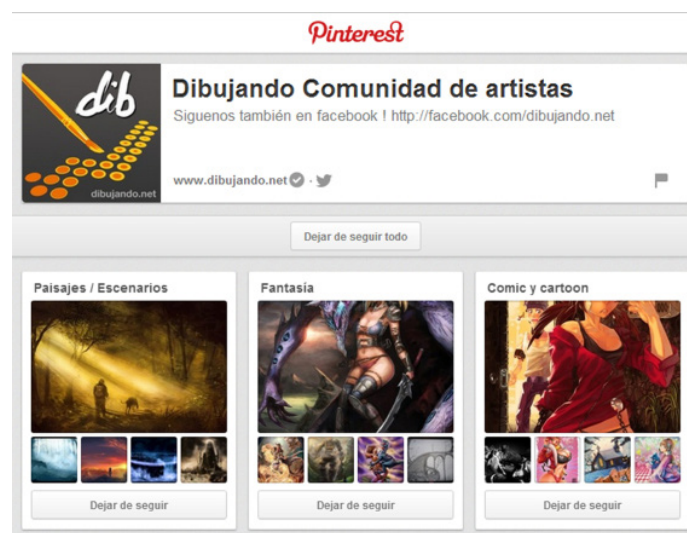 Pinterest
dib
dibujando.net
Dibujando Comunidad de artistas
Siguenos también en facebook ! http://facebook.com/dibujando.net
www.dibujando.net
Dejar de seguir todo
Paisajes / Escenarios
Fantasía
Comic y cartoon
Dejar de seguir
Dejar de seguir
Dejar de seguir